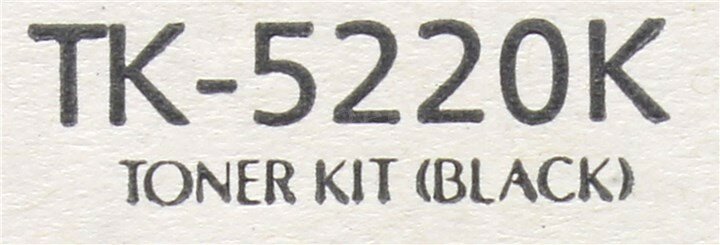 TK-5220K
TONER KIT (BLACK)